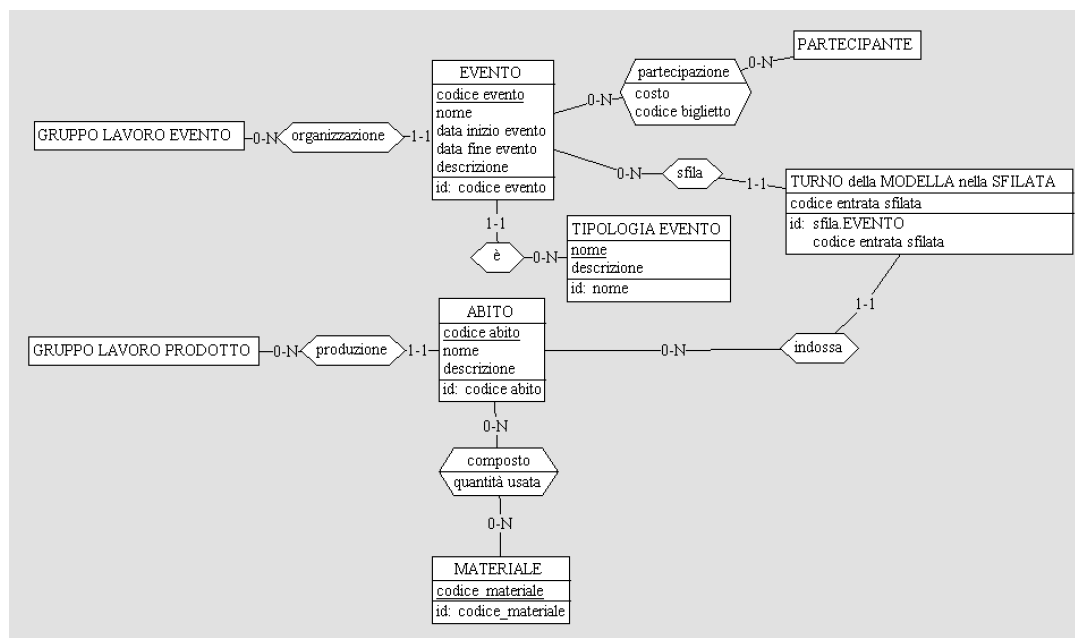 PARTECIPANTE
0-N
partecipazione
costo
codice biglietto
0-N
EVENTO
codice evento
nome
data inizio evento
data fine evento
descrizione
id: codice evento
GRUPPO LAVORO EVENTO
0-N
organizzazione
1-1
0-N
sfila
1-1
TURNO della MODELLA nella SFILATA
codice entrata sfilata
id: sfila.EVENTO
codice entrata sfilata
1-1
è
0-N
TIPOLOGIA EVENTO
nome
descrizione
id: nome
1-1
ABITO
codice abito
nome
descrizione
id: codice abito
GRUPPO LAVORO PRODOTTO
0-N
produzione
1-1
0-N
indossa
0-N
composto
quantità usata
0-N
MATERIALE
codice_materiale
id: codice_materiale